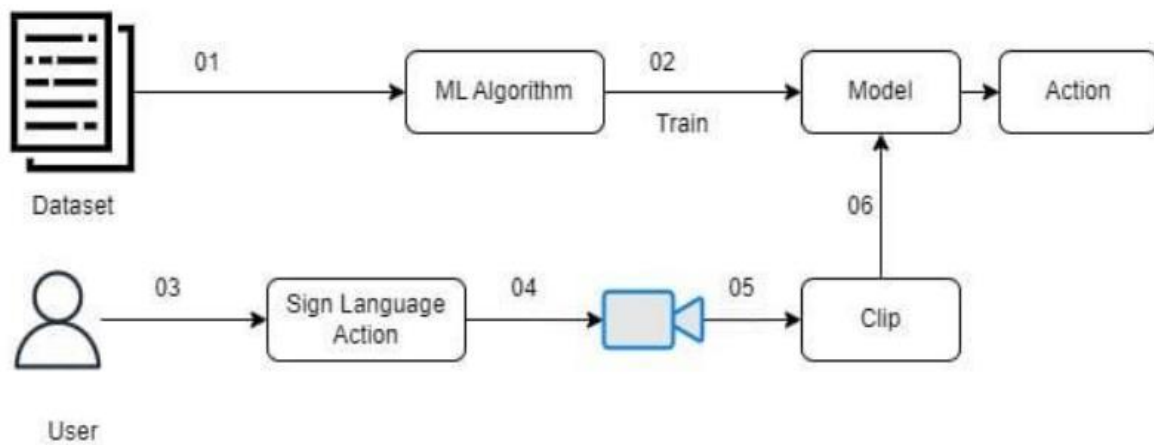 01
02
ML Algorithm
Model
Action
Train
Dataset
06
03
04
05
Sign Language
Action
Clip
User